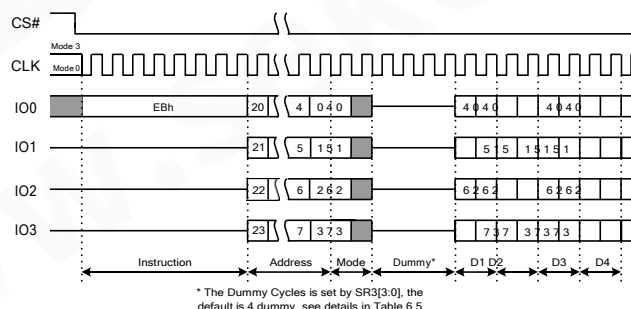 CS#
Mode 3
CLK Mode 0
IO0 EBh 20 4 0 4 0 4 0 4 0 4 0 4 0
IO1 21 5 1 5 1 5 1 5 1 5 1 5 1
IO2 22 6 2 6 2 6 2 6 2 6 2 6 2
IO3 23 7 3 7 3 7 3 7 3 7 3 7 3
Instruction Address Mode Dummy* D1 D2 D3 D4
* The Dummy Cycles is set by SR3[3:0], the
default is 4 dummy, see details in Table 6.5